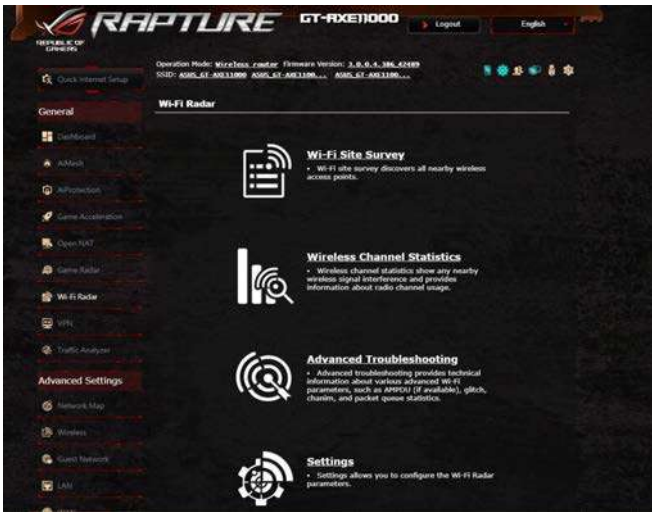 RAPTURE
GT-AXE11000
Logout
English
REPUBLIC OF
GAMERS
Operation Mode: Wireless router Firmware Version: 3.0.0.4.386_42489
SSID: ASUS_GT-AXE11000 ASUS_GT-AXE1100... ASUS_GT-AXE1100...
Quick Internet Setup
General
Dashboard
AiMesh
AiProtection
Game Acceleration
Open NAT
Game Radar
Wi-Fi Radar
VPN
Traffic Analyzer
Advanced Settings
Network Map
Wireless
Guest Network
LAN
WAN
Wi-Fi Radar
Wi-Fi Site Survey
• Wi-Fi site survey discovers all nearby wireless
access points.
Wireless Channel Statistics
• Wireless channel statistics show any nearby
wireless signal interference and provides
information about radio channel usage.
Advanced Troubleshooting
• Advanced troubleshooting provides technical
information about various advanced Wi-Fi
parameters, such as AMPDU (if available), glitch,
chanim, and packet queue statistics.
Settings
• Settings allows you to configure the Wi-Fi Radar
parameters.